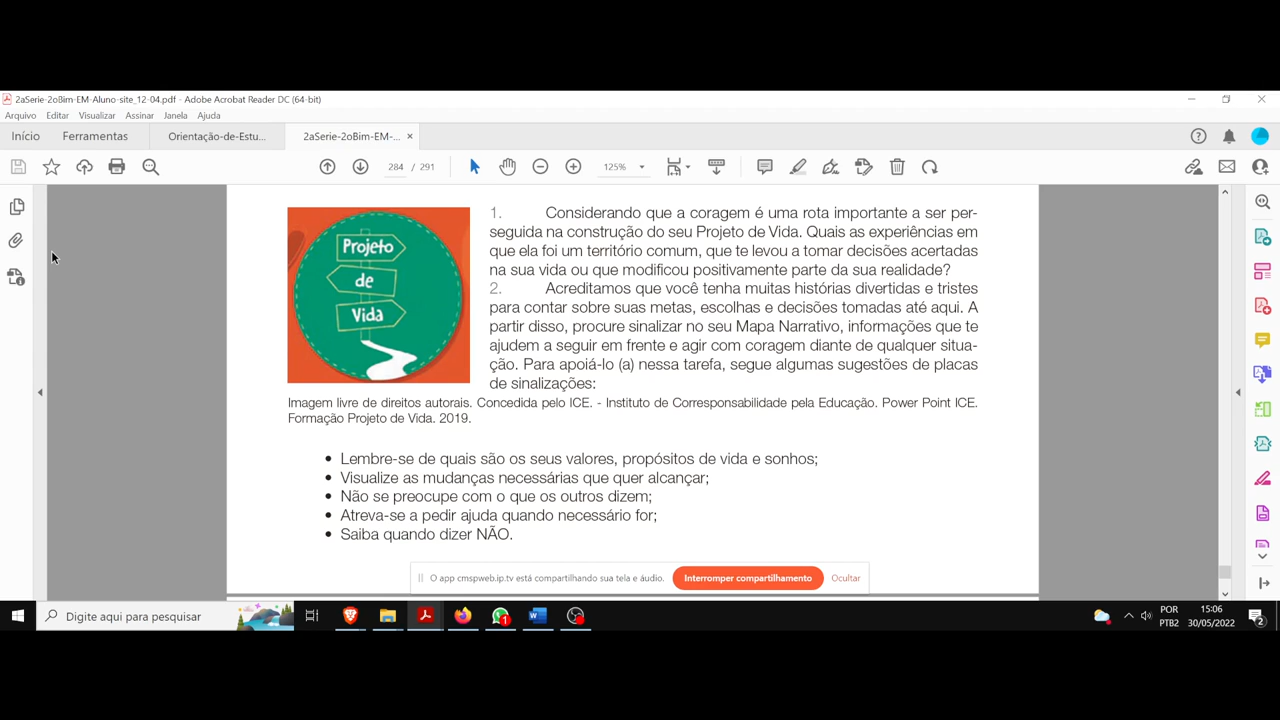 2aSerie-2oBim-EM-Aluno-site_12-04.pdf - Adobe Acrobat Reader DC (64-bit)
Arquivo Editar Visualizar Assinar Janela Ajuda
Início Ferramentas Orientação-de-Estu... 2aSerie-2oBim-EM-...
284 / 291 125%
Projeto
de
Vida
1. Considerando que a coragem é uma rota importante a ser per-
seguida na construção do seu Projeto de Vida. Quais as experiências em
que ela foi um território comum, que te levou a tomar decisões acertadas
na sua vida ou que modificou positivamente parte da sua realidade?
2. Acreditamos que você tenha muitas histórias divertidas e tristes
para contar sobre suas metas, escolhas e decisões tomadas até aqui. A
partir disso, procure sinalizar no seu Mapa Narrativo, informações que te
ajudem a seguir em frente e agir com coragem diante de qualquer situa-
ção. Para apoiá-lo (a) nessa tarefa, segue algumas sugestões de placas
de sinalizações:
Imagem livre de direitos autorais. Concedida pelo ICE. - Instituto de Corresponsabilidade pela Educação. Power Point ICE.
Formação Projeto de Vida. 2019.
• Lembre-se de quais são os seus valores, propósitos de vida e sonhos;
• Visualize as mudanças necessárias que quer alcançar;
• Não se preocupe com o que os outros dizem;
• Atreva-se a pedir ajuda quando necessário for;
• Saiba quando dizer NÃO.
O app cmspweb.ip.tv está compartilhando sua tela e áudio. Interromper compartilhamento Ocultar
Digite aqui para pesquisar
POR 15:06
PTB2 30/05/2022
1
2